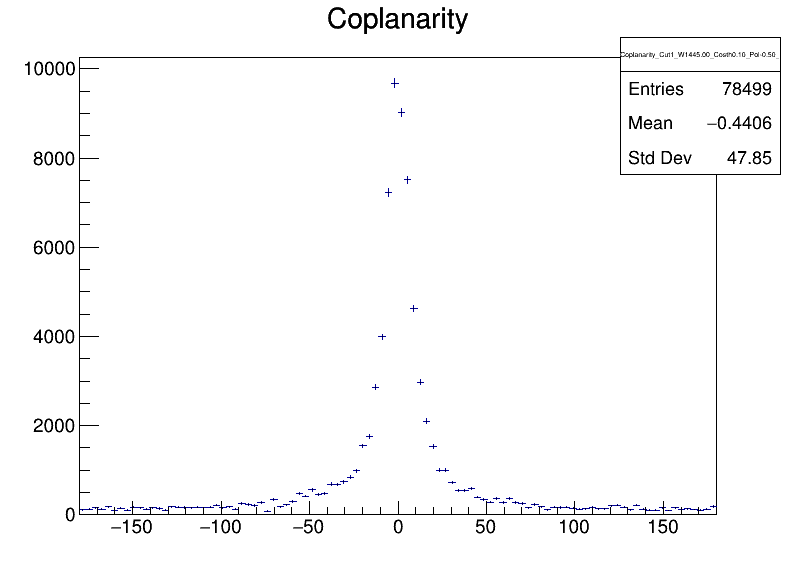 Coplanarity
Coplanarity_Cut1_W1445.00_Costh0.10_Pol-0.50_
Entries 78499
Mean −0.4406
Std Dev 47.85
10000
8000
6000
4000
2000
0
−150 −100 −50 0 50 100 150